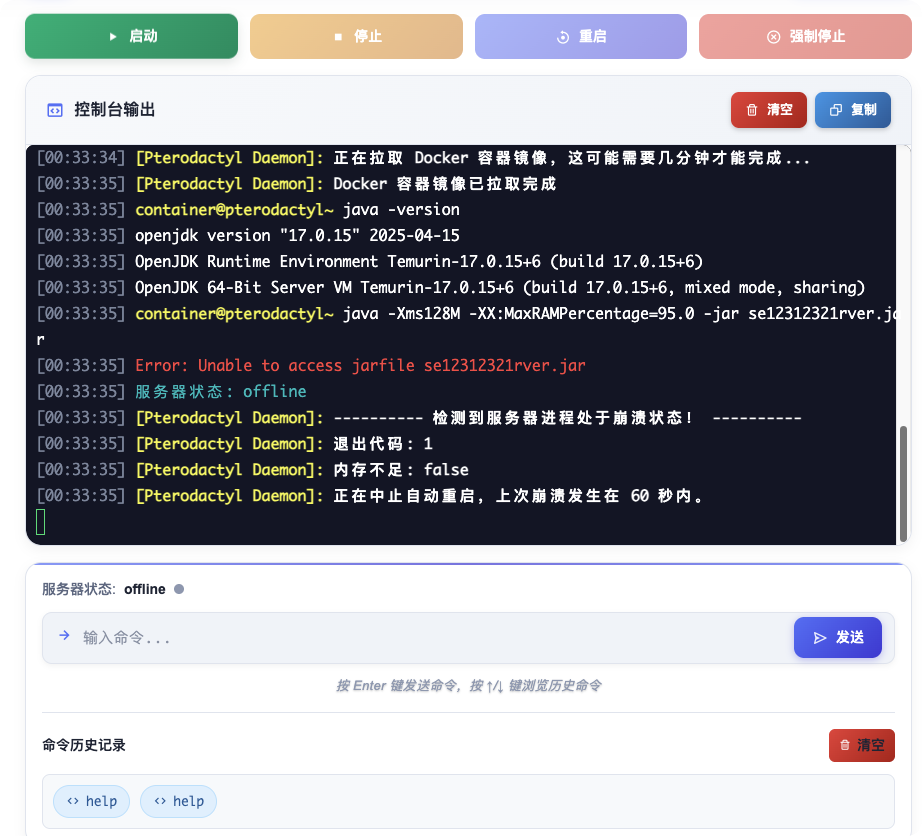 启动
停止
重启
强制停止
控制台输出
清空
复制
[00:33:34] [Pterodactyl Daemon]: 正在拉取 Docker 容器镜像，这可能需要几分钟才能完成...
[00:33:35] [Pterodactyl Daemon]: Docker 容器镜像已拉取完成
[00:33:35] container@pterodactyl~ java -version
[00:33:35] openjdk version "17.0.15" 2025-04-15
[00:33:35] OpenJDK Runtime Environment Temurin-17.0.15+6 (build 17.0.15+6)
[00:33:35] OpenJDK 64-Bit Server VM Temurin-17.0.15+6 (build 17.0.15+6, mixed mode, sharing)
[00:33:35] container@pterodactyl~ java -Xms128M -XX:MaxRAMPercentage=95.0 -jar se12312321rver.ja
r
[00:33:35] Error: Unable to access jarfile se12312321rver.jar
[00:33:35] 服务器状态: offline
[00:33:35] [Pterodactyl Daemon]: ---------- 检测到服务器进程处于崩溃状态！ ----------
[00:33:35] [Pterodactyl Daemon]: 退出代码: 1
[00:33:35] [Pterodactyl Daemon]: 内存不足: false
[00:33:35] [Pterodactyl Daemon]: 正在中止自动重启，上次崩溃发生在 60 秒内。
服务器状态: offline
输入命令...
发送
按 Enter 键发送命令，按 ↑/↓ 键浏览历史命令
命令历史记录
清空
help
help